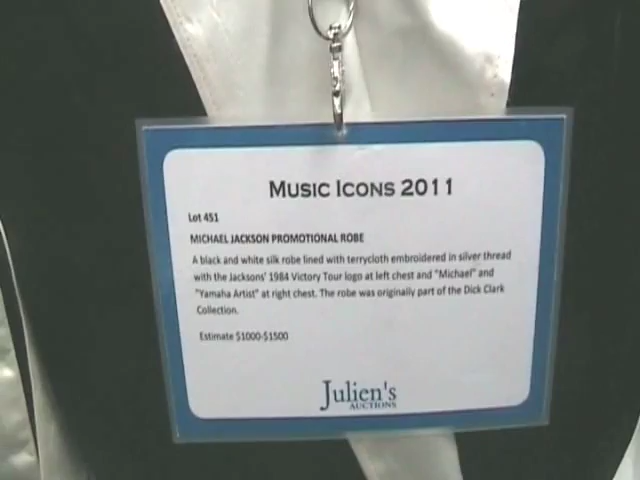 MUSIC ICONS 2011
Lot 451
MICHAEL JACKSON PROMOTIONAL ROBE
A black and white silk robe lined with terrycloth embroidered in silver thread
with the Jacksons' 1984 Victory Tour logo at left chest and "Michael" and
"Yamaha Artist" at right chest. The robe was originally part of the Dick Clark
Collection.
Estimate $1000-$1500
Julien's
AUCTIONS